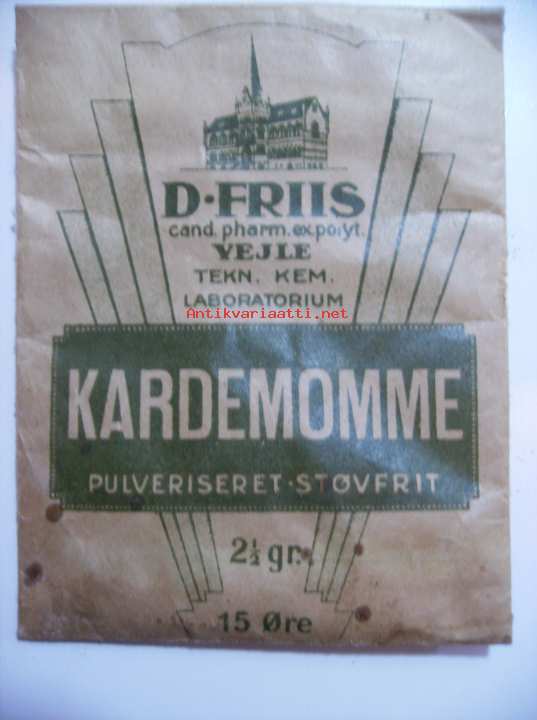 D·FRIIS
cand. pharm. ex. polyt.
VEJLE
TEKN. KEM.
LABORATORIUM
Antikvariaatti.net
KARDEMOMME
PULVERISERET·STØVFRIT
2½ gr.
15 Øre